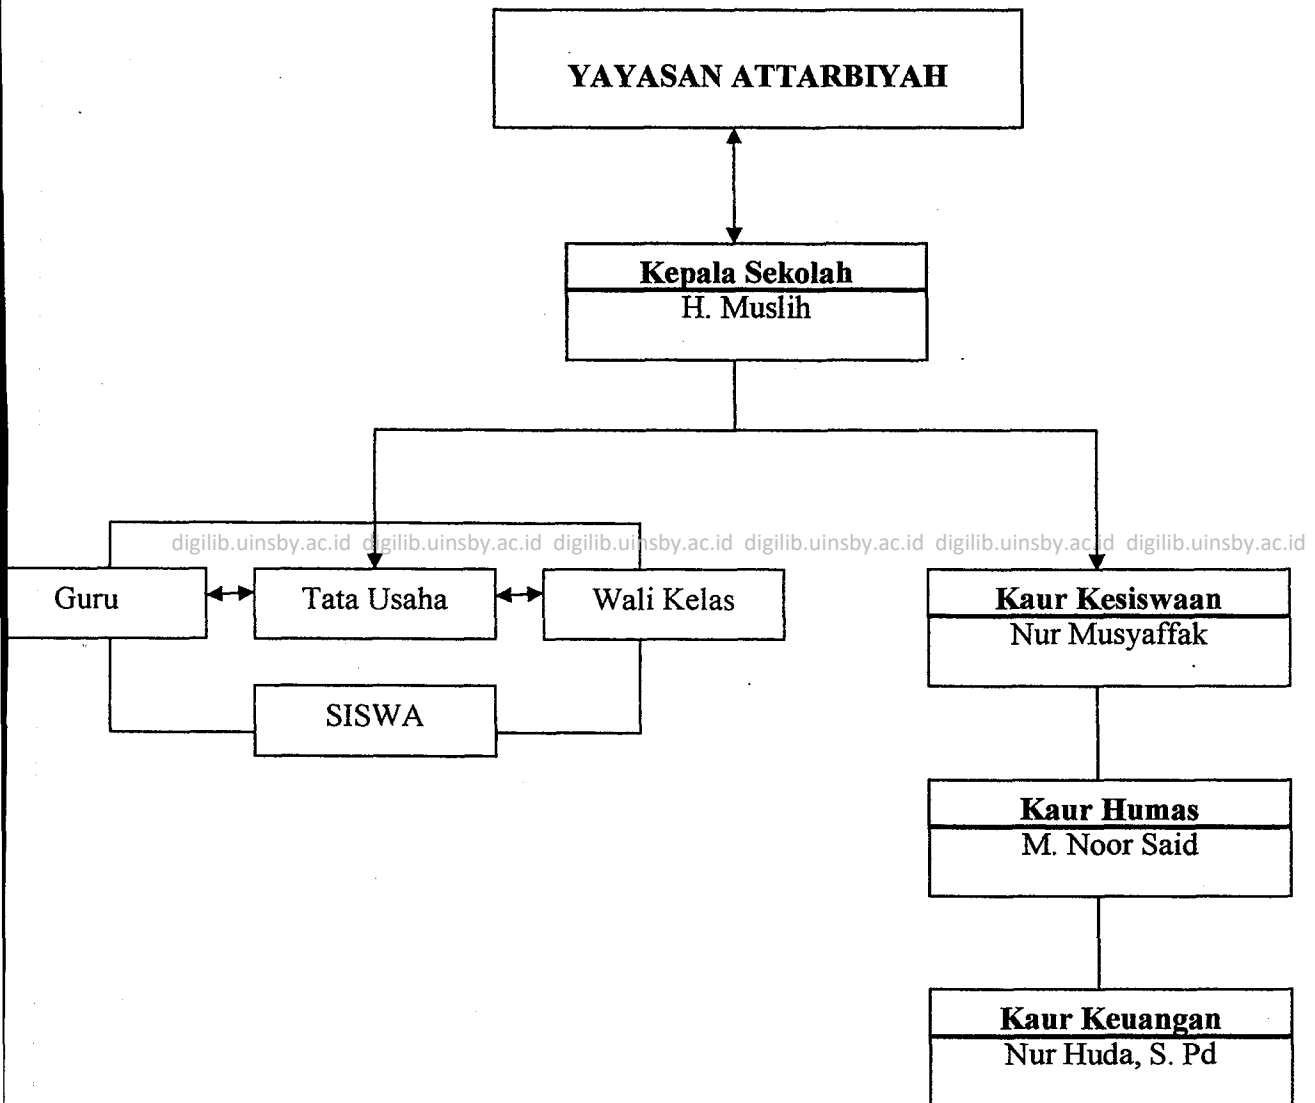 YAYASAN ATTARBIYAH
Kepala Sekolah
H. Muslih
digilib.uinsby.ac.id digilib.uinsby.ac.id digilib.uinsby.ac.id digilib.uinsby.ac.id digilib.uinsby.ac.id digilib.uinsby.ac.id
Guru
Tata Usaha
Wali Kelas
Kaur Kesiswaan
Nur Musyaffak
SISWA
Kaur Humas
M. Noor Said
Kaur Keuangan
Nur Huda, S. Pd